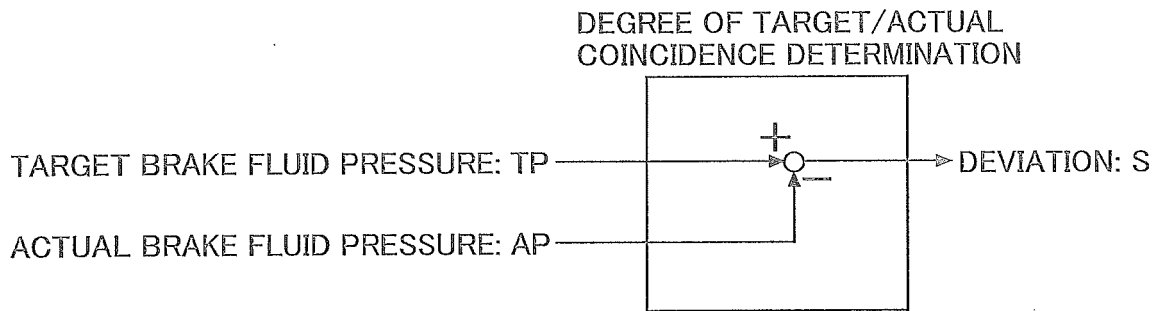 DEGREE OF TARGET/ACTUAL
COINCIDENCE DETERMINATION
+
TARGET BRAKE FLUID PRESSURE: TP
DEVIATION: S
−
ACTUAL BRAKE FLUID PRESSURE: AP